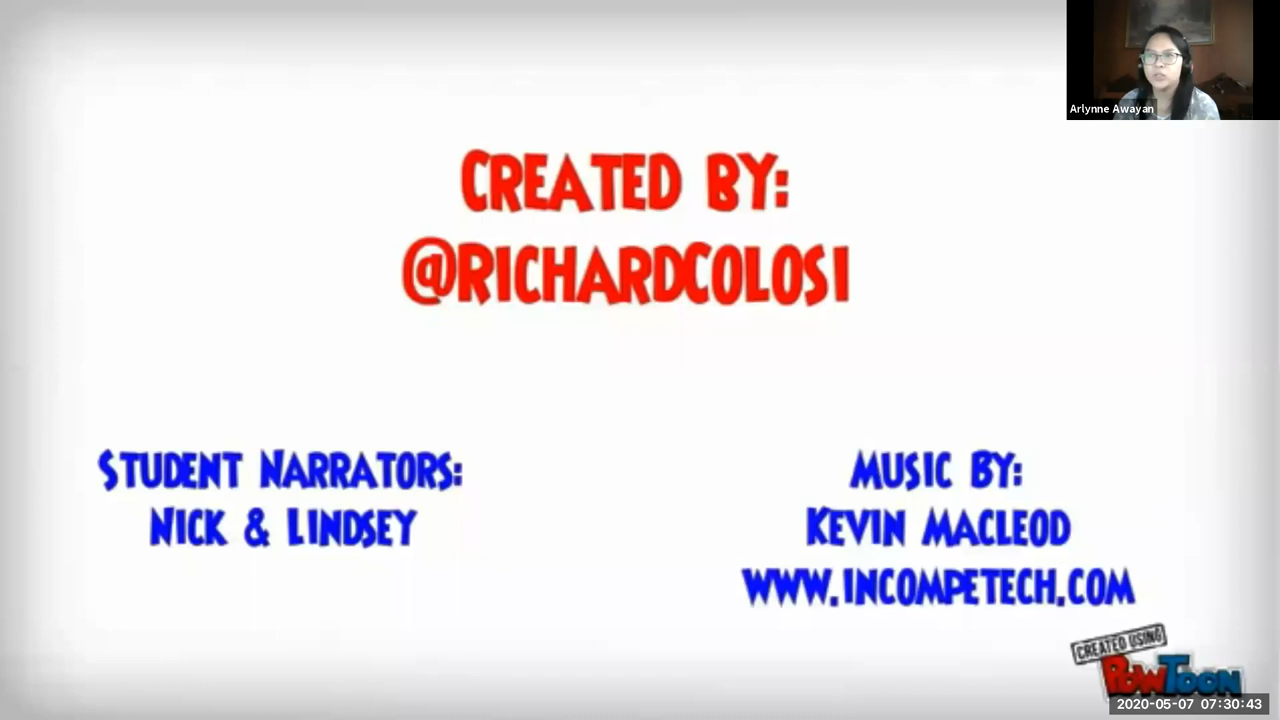 Arlynne Awayan
CREATED BY:
@RICHARDCOLOSI
STUDENT NARRATORS:
NICK & LINDSEY
MUSIC BY:
KEVIN MACLEOD
WWW.INCOMPETECH.COM
CREATED USING
POWTOON
2020-05-07 07:30:43